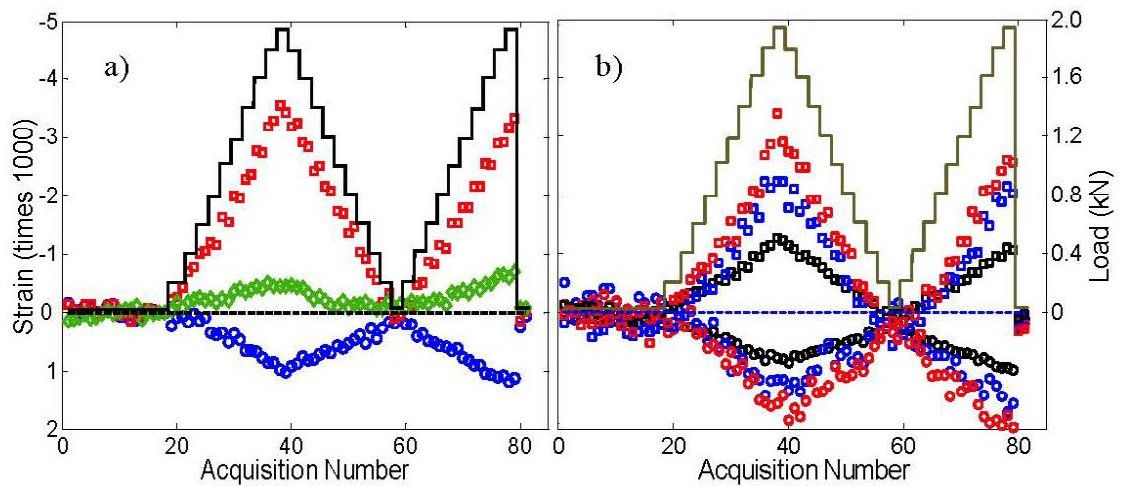 a)
b)
-5
-4
-3
-2
-1
0
1
2
Strain (times 1000)
0 20 40 60 80
Acquisition Number
0 20 40 60 80
Acquisition Number
2.0
1.6
1.2
0.8
0.4
0
Load (kN)